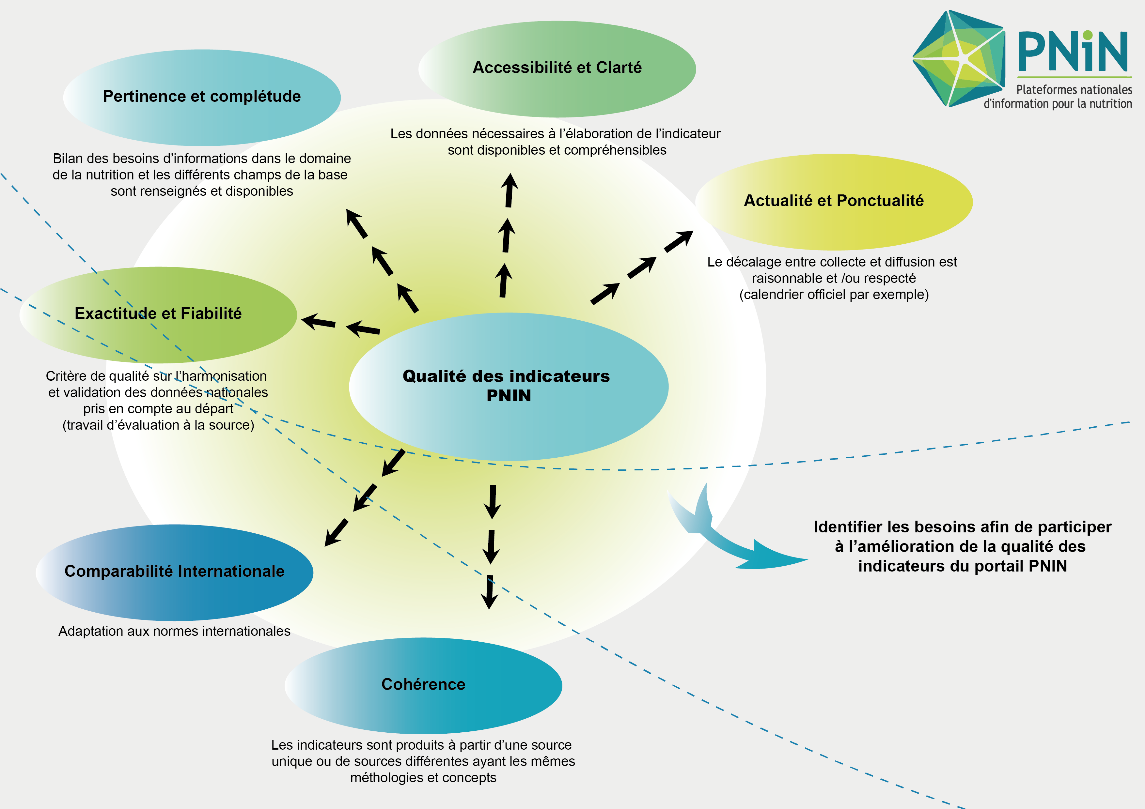 PNiN
Plateformes nationales
d'information pour la nutrition
Accessibilité et Clarté
Les données nécessaires à l'élaboration de l'indicateur
sont disponibles et compréhensibles
Pertinence et complétude
Bilan des besoins d'informations dans le domaine
de la nutrition et les différents champs de la base
sont renseignés et disponibles
Actualité et Ponctualité
Le décalage entre collecte et diffusion est
raisonnable et /ou respecté
(calendrier officiel par exemple)
Exactitude et Fiabilité
Critère de qualité sur l'harmonisation
et validation des données nationales
pris en compte au départ
(travail d'évaluation à la source)
Qualité des indicateurs
PNIN
Identifier les besoins afin de participer
à l'amélioration de la qualité des
indicateurs du portail PNIN
Comparabilité Internationale
Adaptation aux normes internationales
Cohérence
Les indicateurs sont produits à partir d'une source
unique ou de sources différentes ayant les mêmes
méthologies et concepts